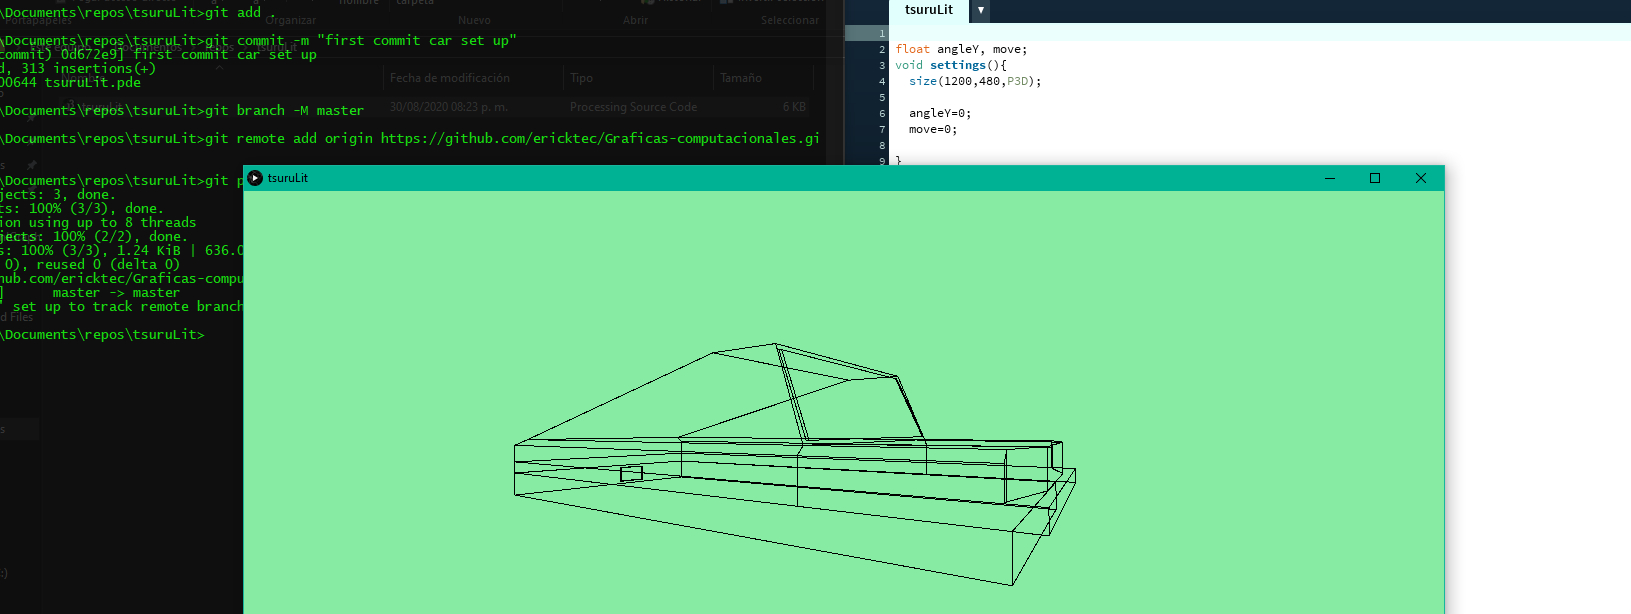 \Documents\repos\tsuruLit>git add .
Portapapeles
Organizar
Nuevo
Abrir
Seleccionar
\Documents\repos\tsuruLit>git commit -m "first commit car set up"
commit) 0d672e9] first commit car set up
d, 313 insertions(+)
Fecha de modificación
Tipo
Tamaño
00644 tsuruLit.pde
30/08/2020 08:23 p. m.
Processing Source Code
6 KB
\Documents\repos\tsuruLit>git branch -M master
\Documents\repos\tsuruLit>git remote add origin https://github.com/ericktec/Graficas-computacionales.gi
\Documents\repos\tsuruLit>git p
jects: 3, done.
ts: 100% (3/3), done.
ion using up to 8 threads
jects: 100% (2/2), done.
s: 100% (3/3), 1.24 KiB | 636.0
0), reused 0 (delta 0)
hub.com/ericktec/Graficas-compu
] master -> master
' set up to track remote branch
d Files
\Documents\repos\tsuruLit>
tsuruLit
1
2 float angleY, move;
3 void settings(){
4 size(1200,480,P3D);
5
6 angleY=0;
7 move=0;
8
9 }
tsuruLit